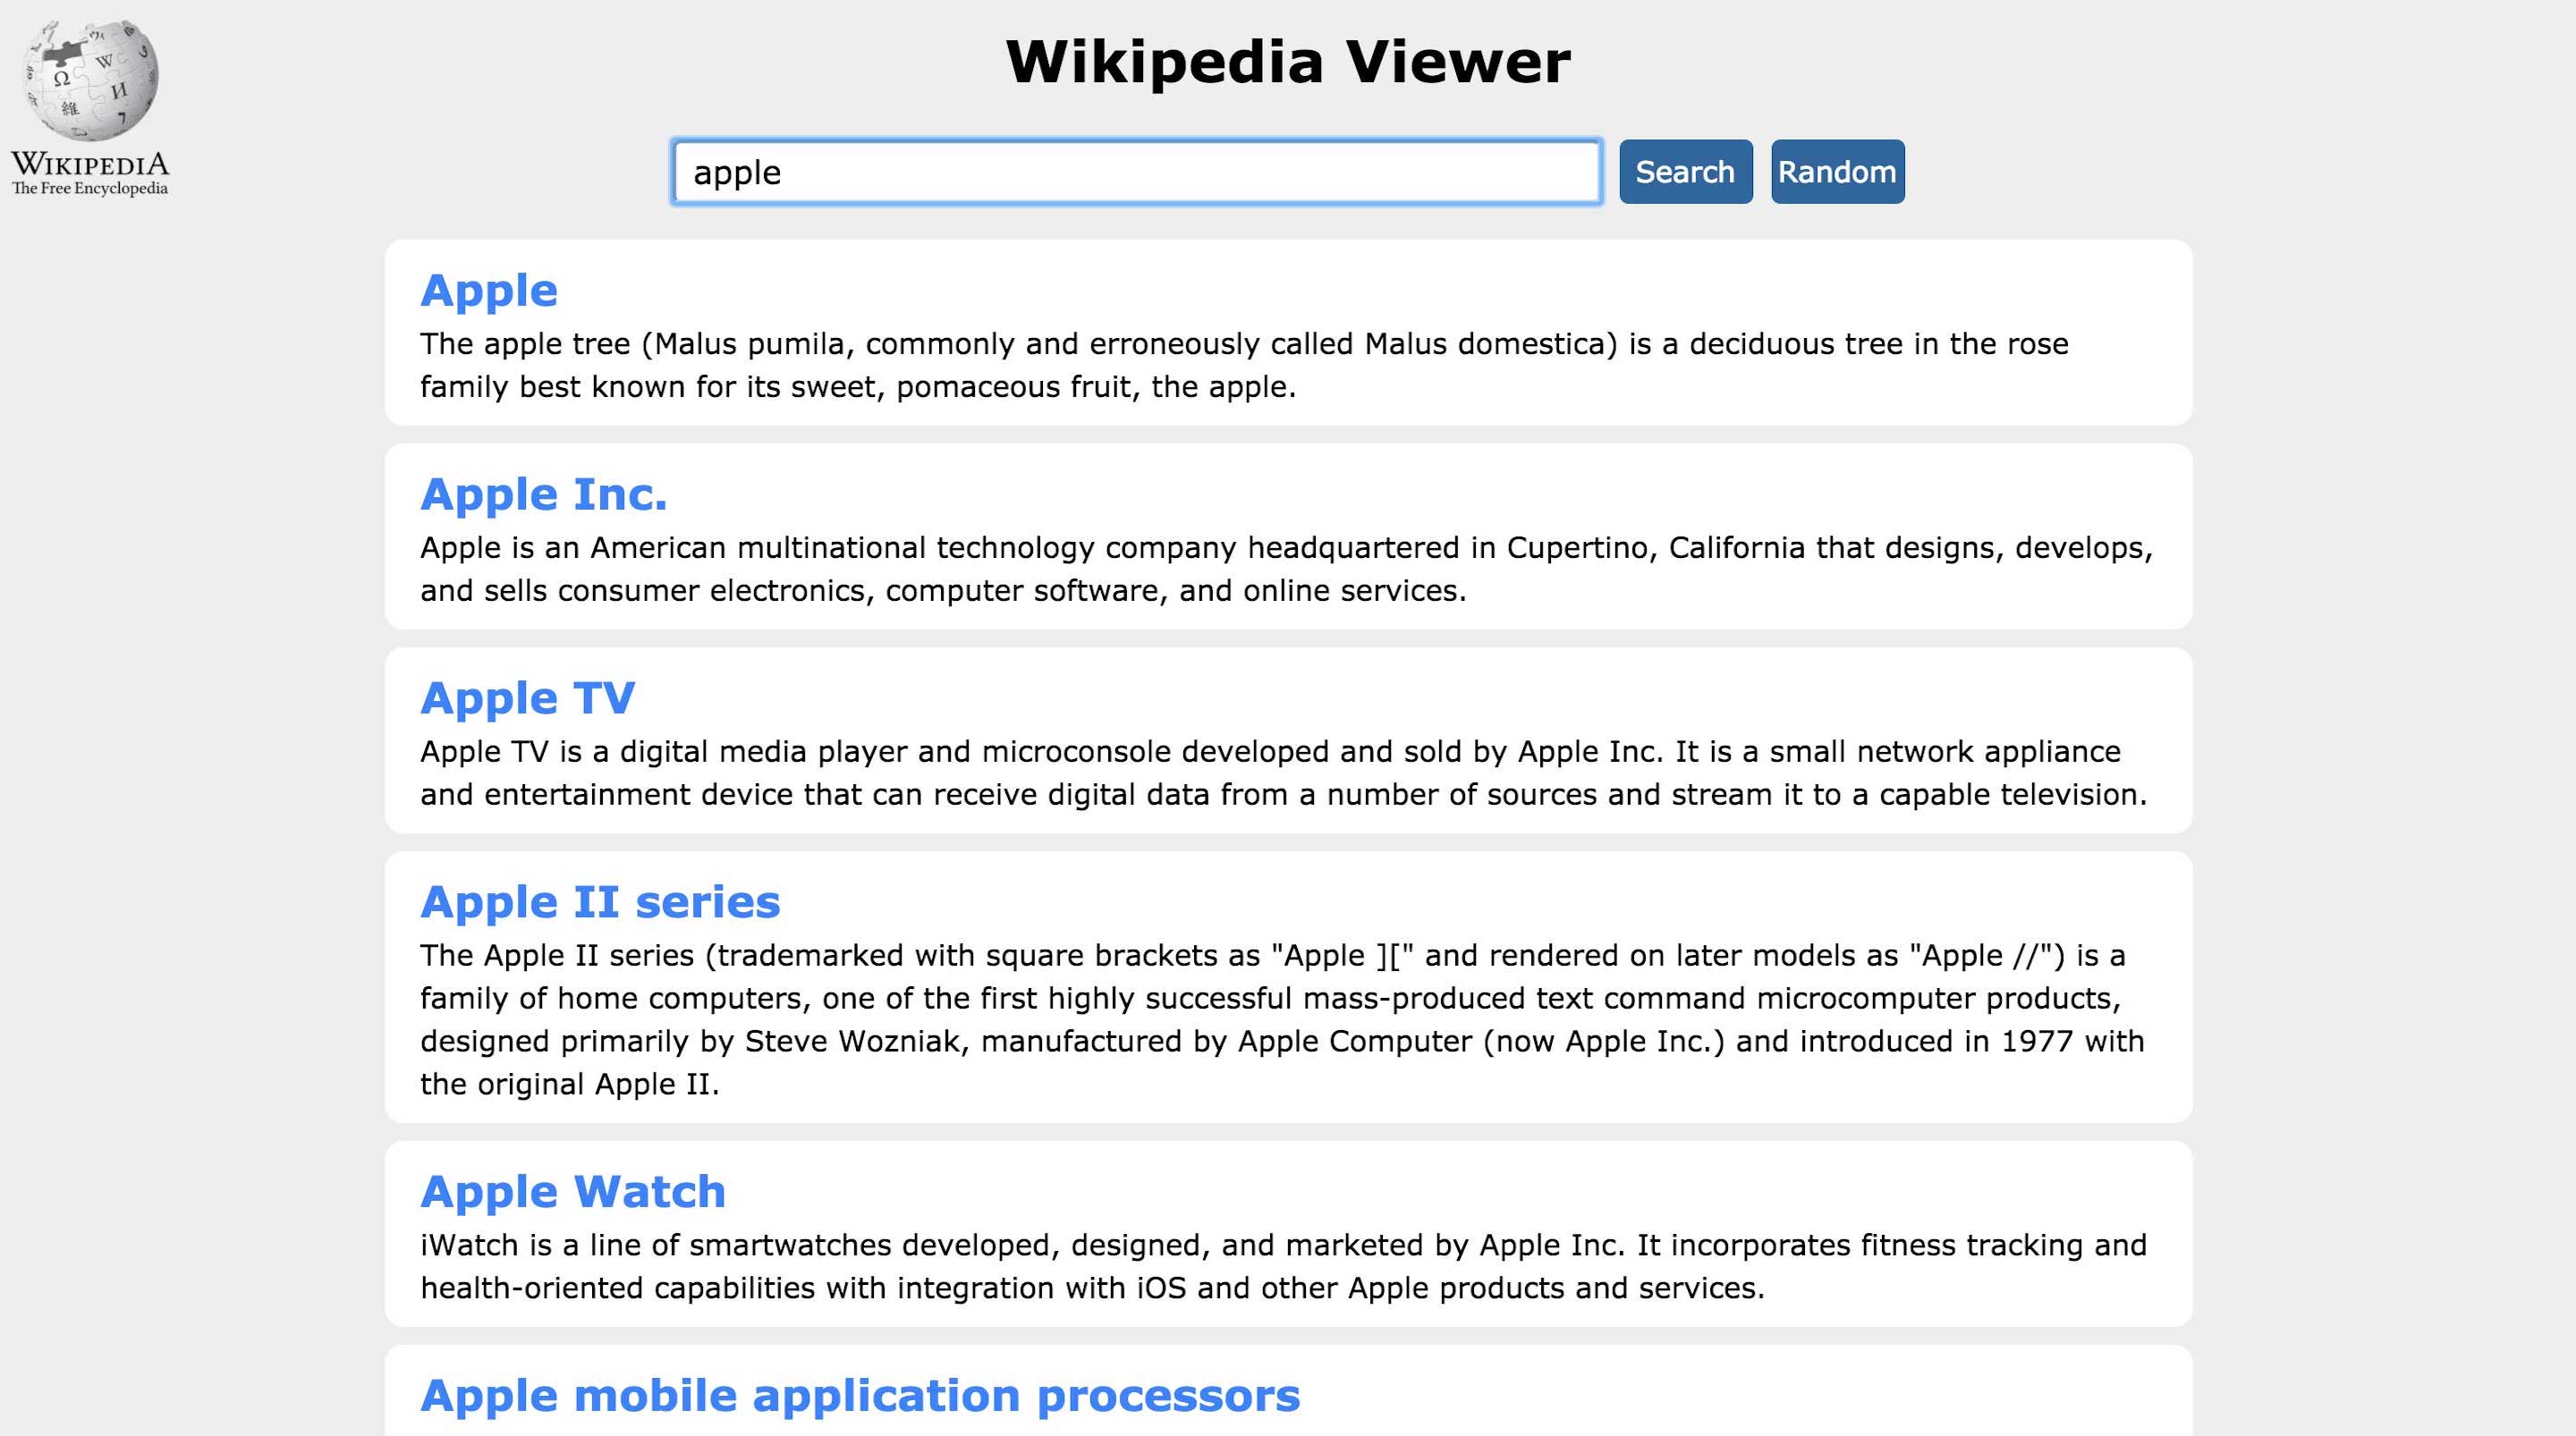 WIKIPEDIA
The Free Encyclopedia
Wikipedia Viewer
apple
Search
Random
Apple
The apple tree (Malus pumila, commonly and erroneously called Malus domestica) is a deciduous tree in the rose
family best known for its sweet, pomaceous fruit, the apple.
Apple Inc.
Apple is an American multinational technology company headquartered in Cupertino, California that designs, develops,
and sells consumer electronics, computer software, and online services.
Apple TV
Apple TV is a digital media player and microconsole developed and sold by Apple Inc. It is a small network appliance
and entertainment device that can receive digital data from a number of sources and stream it to a capable television.
Apple II series
The Apple II series (trademarked with square brackets as "Apple ][" and rendered on later models as "Apple //") is a
family of home computers, one of the first highly successful mass-produced text command microcomputer products,
designed primarily by Steve Wozniak, manufactured by Apple Computer (now Apple Inc.) and introduced in 1977 with
the original Apple II.
Apple Watch
iWatch is a line of smartwatches developed, designed, and marketed by Apple Inc. It incorporates fitness tracking and
health-oriented capabilities with integration with iOS and other Apple products and services.
Apple mobile application processors